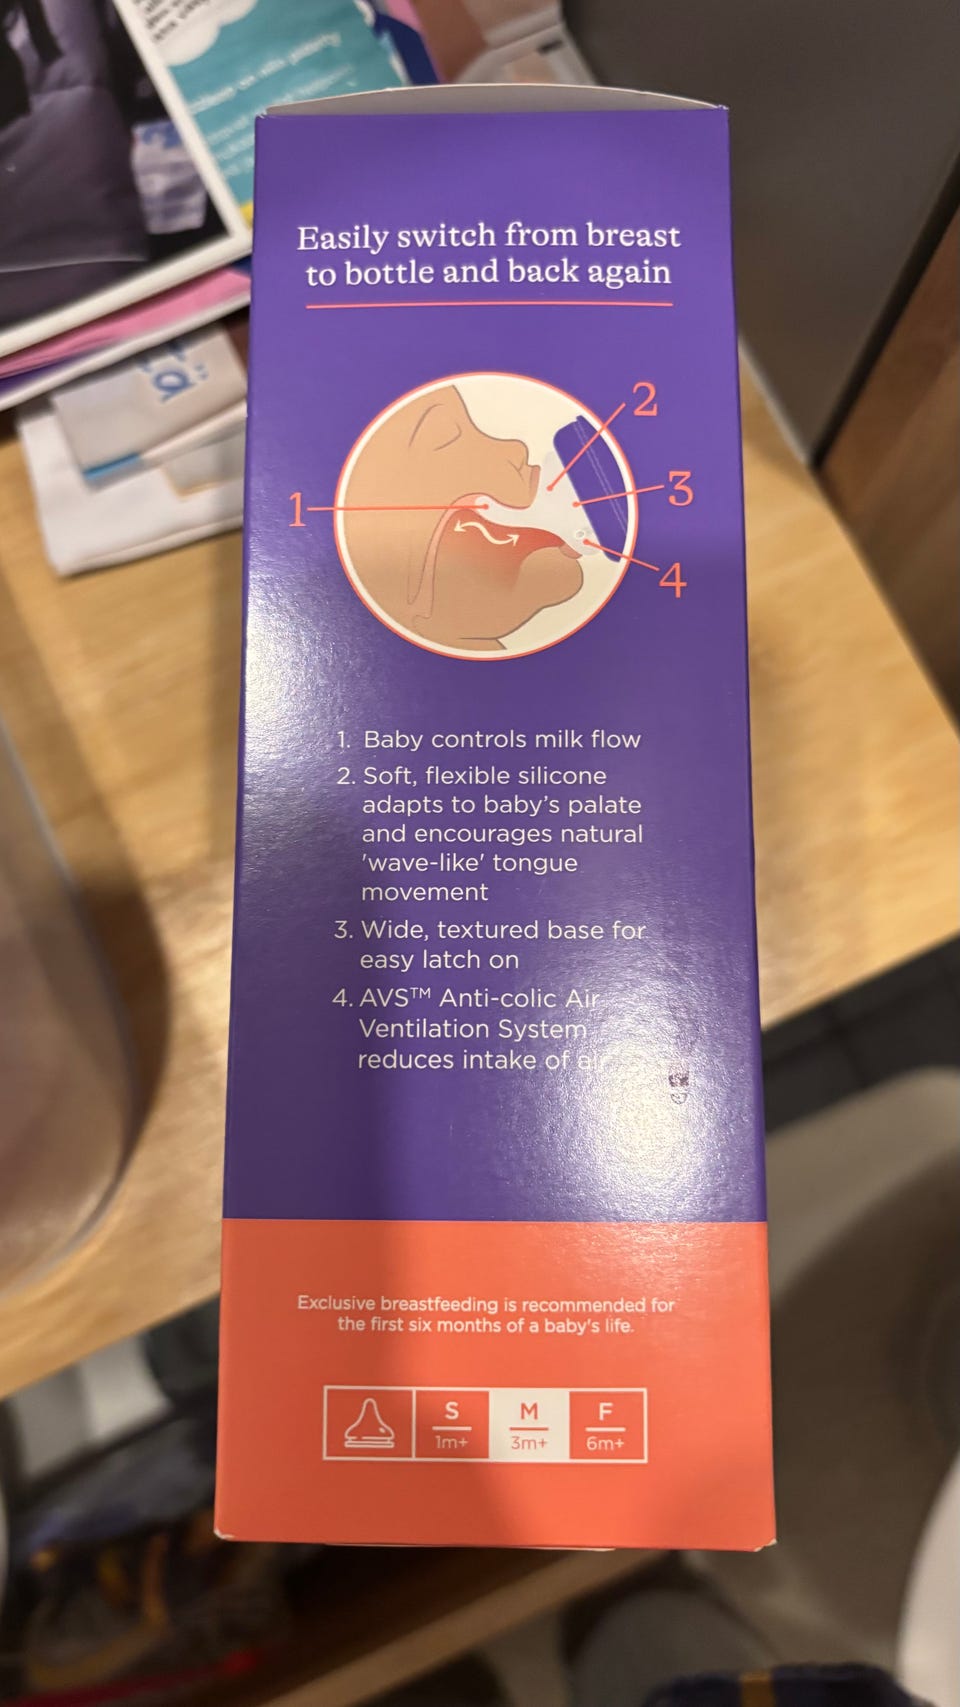 Easily switch from breast
to bottle and back again
1
2
3
4
1. Baby controls milk flow
2. Soft, flexible silicone
adapts to baby's palate
and encourages natural
'wave-like' tongue
movement
3. Wide, textured base for
easy latch on
4. AVS™ Anti-colic Air
Ventilation System
reduces intake of air
Exclusive breastfeeding is recommended for
the first six months of a baby's life.
S M F
1m+ 3m+ 6m+